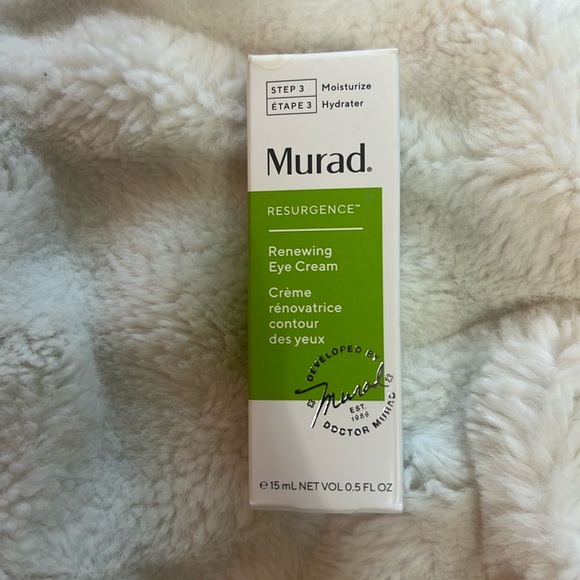 STEP 3 Moisturize
ÉTAPE 3 Hydrater
Murad®
RESURGENCE™
Renewing
Eye Cream
Crème
rénovatrice
contour
des yeux
DEVELOPED BY
Murad
EST.
1989
DOCTOR MURAD
℮ 15 mL NET VOL 0.5 FL OZ